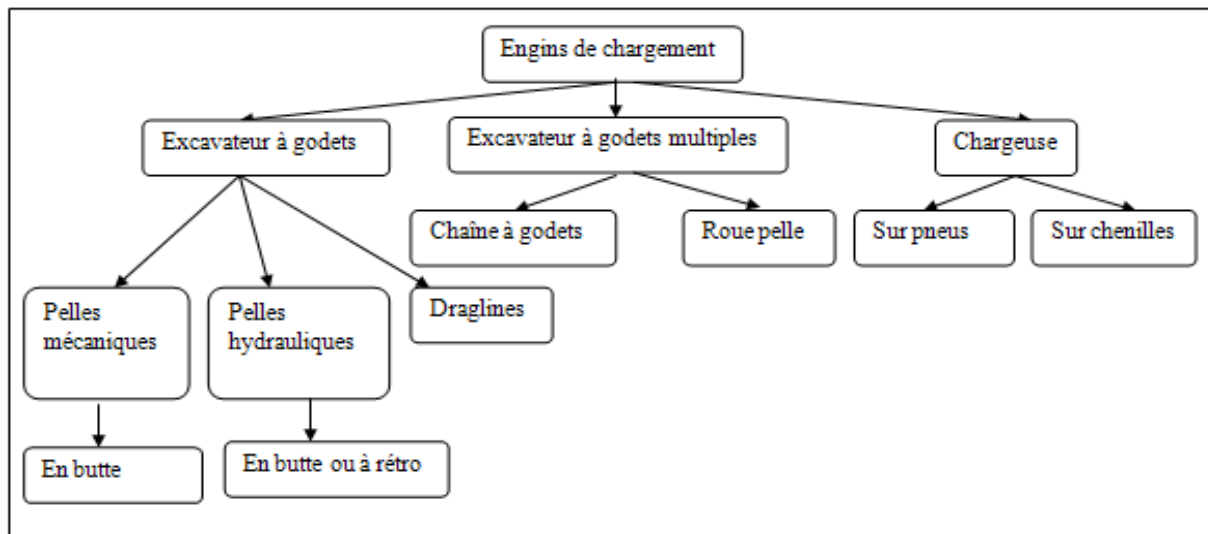 Engins de chargement
Excavateur à godets
Excavateur à godets multiples
Chargeuse
Chaîne à godets
Roue pelle
Sur pneus
Sur chenilles
Pelles
mécaniques
Pelles
hydrauliques
Draglines
En butte
En butte ou à rétro